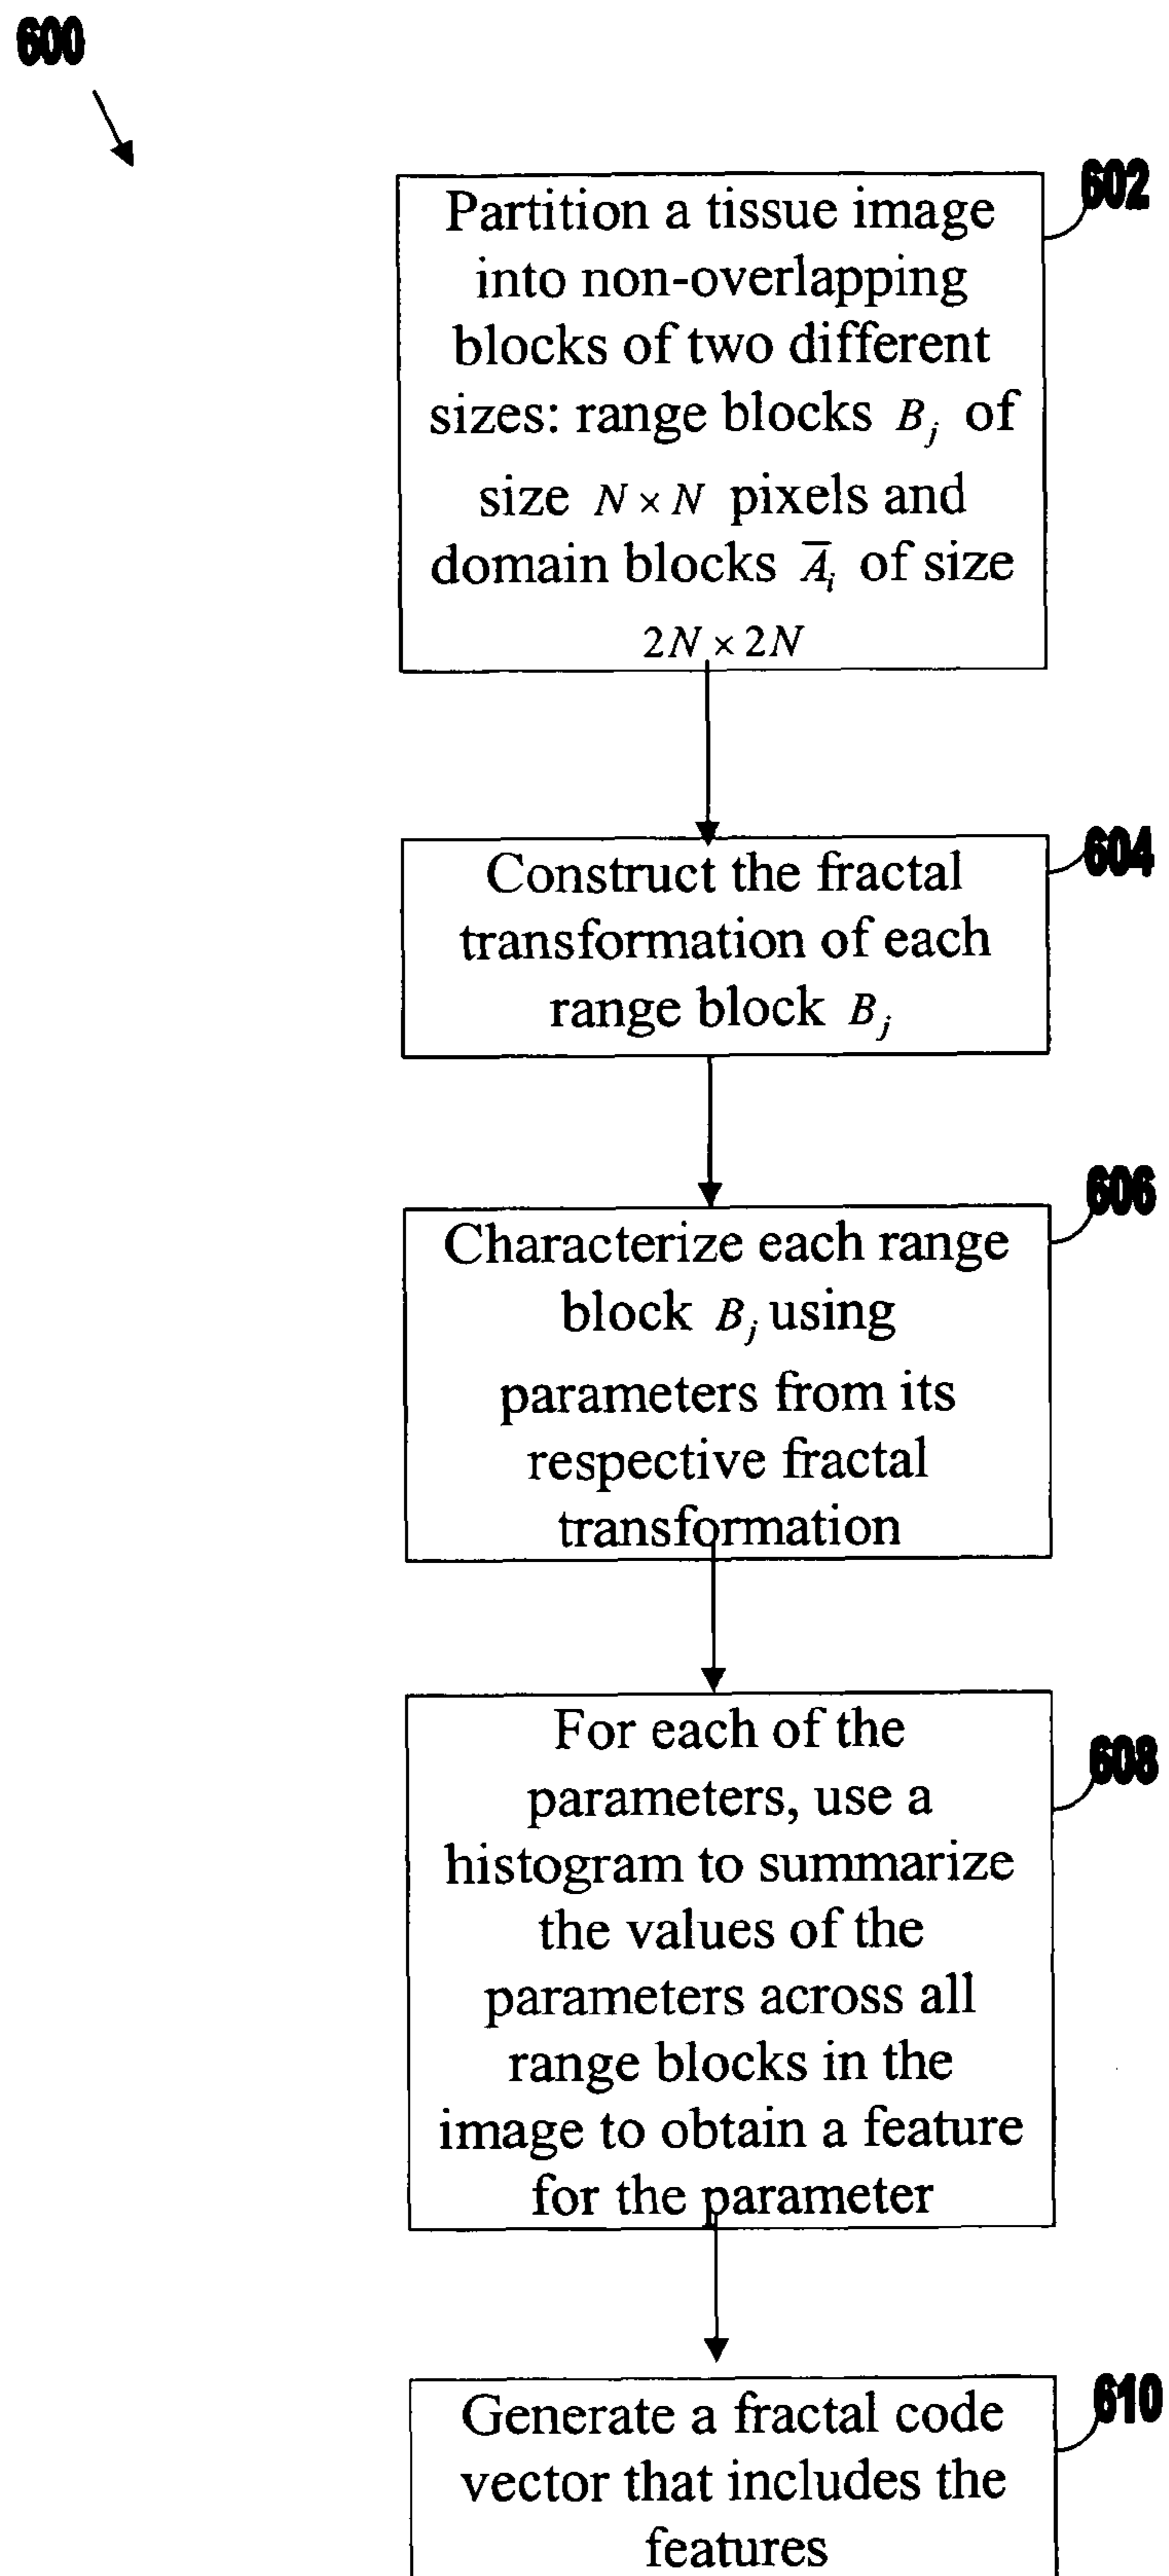 600
602
Partition a tissue image
into non-overlapping
blocks of two different
sizes: range blocks B_j of
size N × N pixels and
domain blocks A̅_i of size
2N × 2N
604
Construct the fractal
transformation of each
range block B_j
606
Characterize each range
block B_j using
parameters from its
respective fractal
transformation
608
For each of the
parameters, use a
histogram to summarize
the values of the
parameters across all
range blocks in the
image to obtain a feature
for the parameter
610
Generate a fractal code
vector that includes the
features